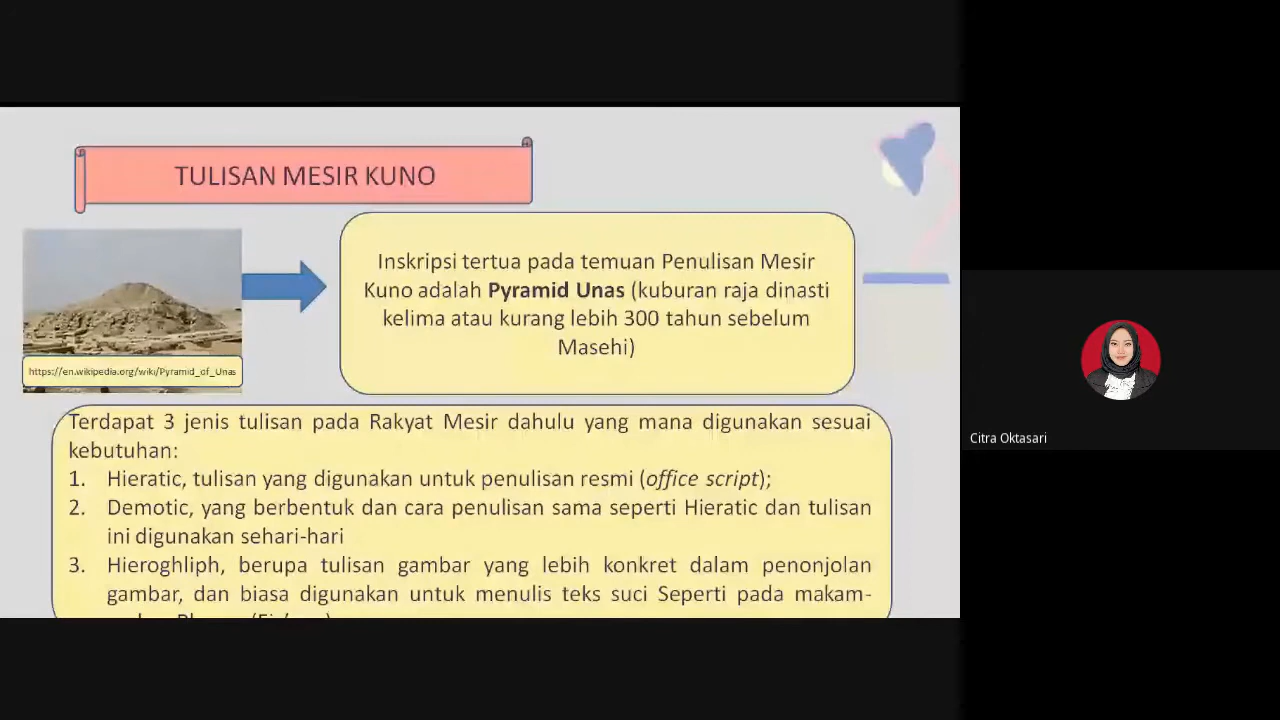 TULISAN MESIR KUNO
Inskripsi tertua pada temuan Penulisan Mesir
Kuno adalah Pyramid Unas (kuburan raja dinasti
kelima atau kurang lebih 300 tahun sebelum
Masehi)
https://en.wikipedia.org/wiki/Pyramid_of_Unas
Terdapat 3 jenis tulisan pada Rakyat Mesir dahulu yang mana digunakan sesuai
kebutuhan:
1. Hieratic, tulisan yang digunakan untuk penulisan resmi (office script);
2. Demotic, yang berbentuk dan cara penulisan sama seperti Hieratic dan tulisan
ini digunakan sehari-hari
3. Hieroghliph, berupa tulisan gambar yang lebih konkret dalam penonjolan
gambar, dan biasa digunakan untuk menulis teks suci Seperti pada makam-
Citra Oktasari